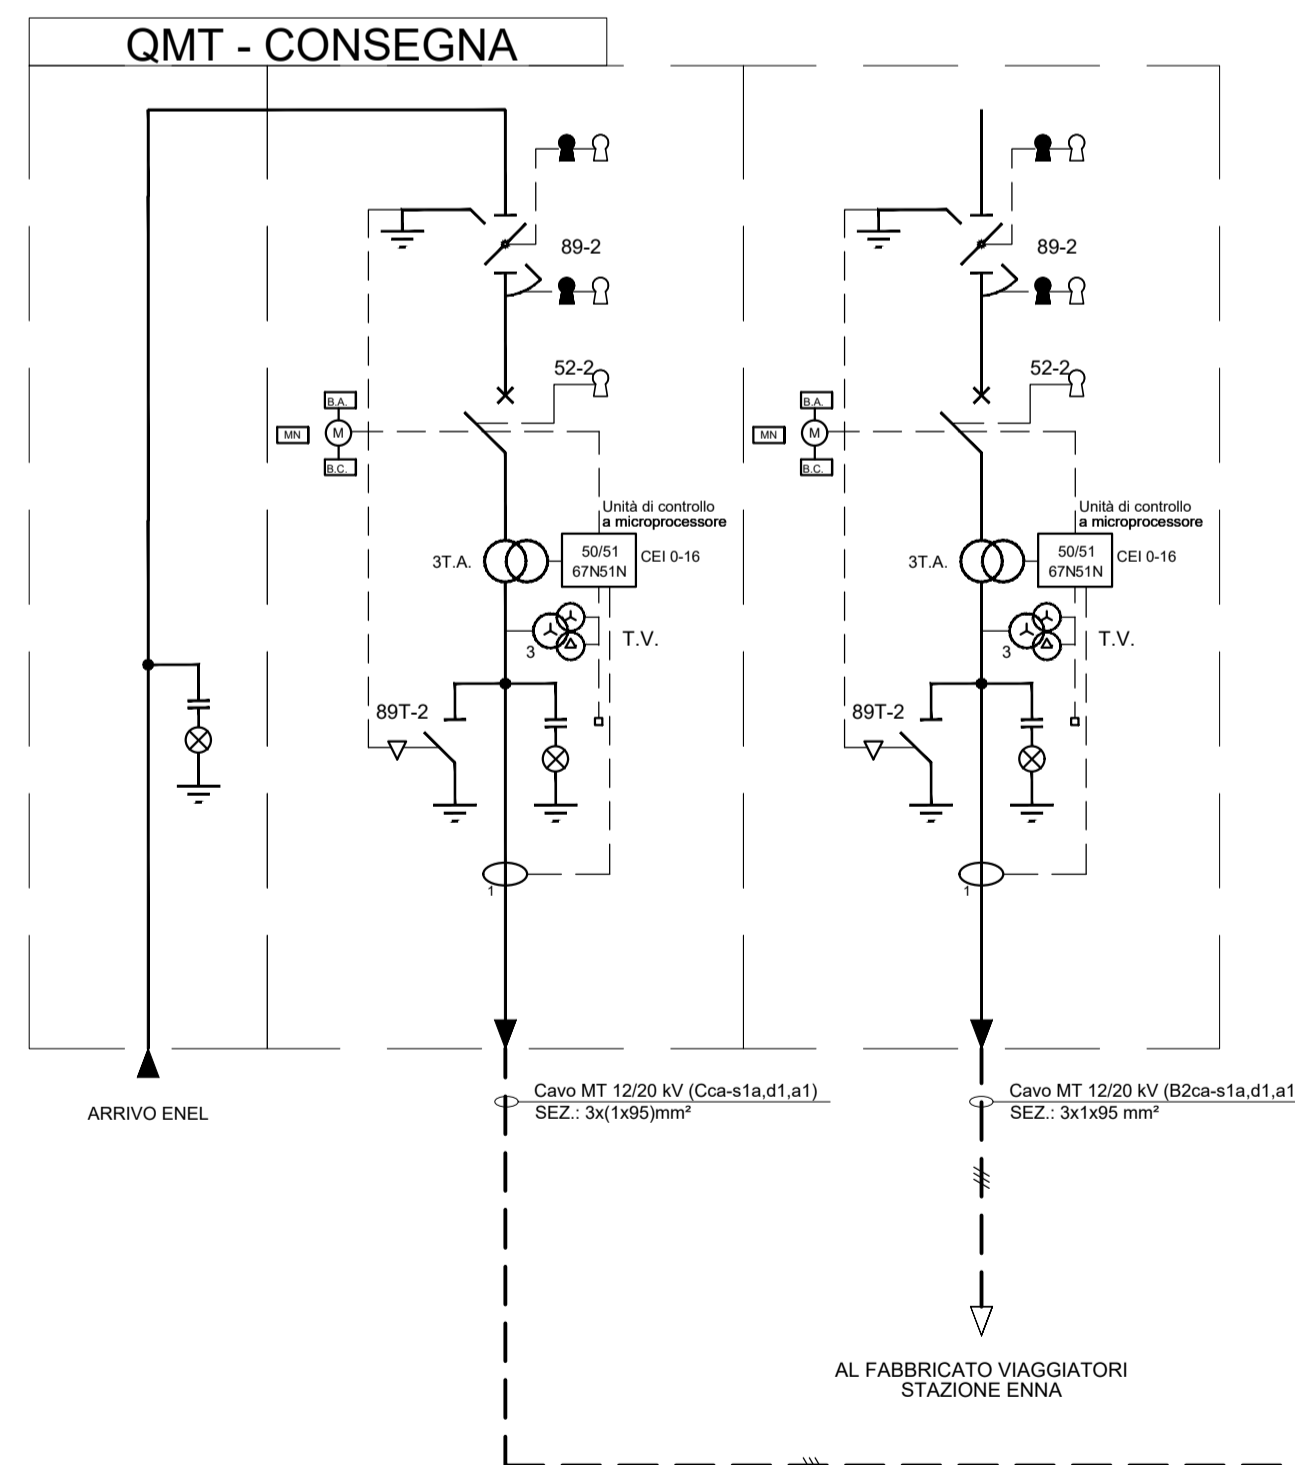 QMT - CONSEGNA
89-2
52-2
B.A.
MN
M
B.C.
Unità di controllo
a microprocessore
3T.A.
50/51
67N51N
CEI 0-16
3
T.V.
89T-2
1
89-2
52-2
B.A.
MN
M
B.C.
Unità di controllo
a microprocessore
3T.A.
50/51
67N51N
CEI 0-16
3
T.V.
89T-2
1
ARRIVO ENEL
Cavo MT 12/20 kV (Cca-s1a,d1,a1)
SEZ.: 3x(1x95)mm²
Cavo MT 12/20 kV (B2ca-s1a,d1,a1
SEZ.: 3x1x95 mm²
AL FABBRICATO VIAGGIATORI
STAZIONE ENNA